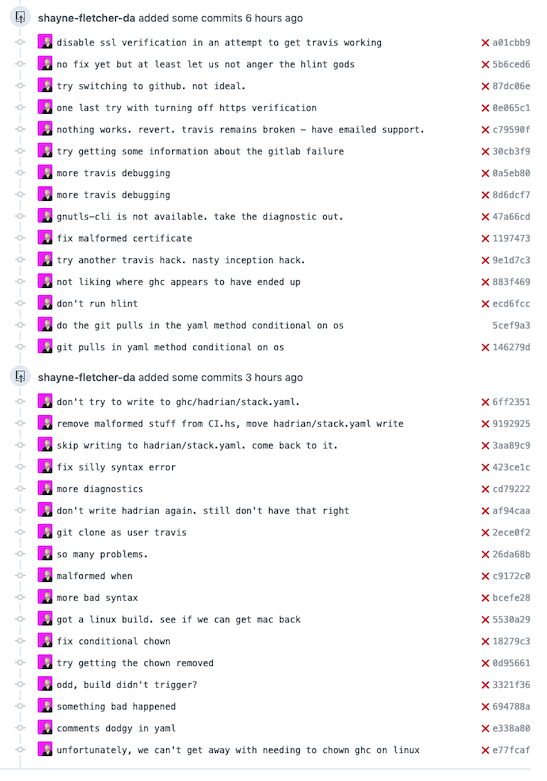 shayne-fletcher-da added some commits 6 hours ago
disable ssl verification in an attempt to get travis working a01cbb9
no fix yet but at least let us not anger the hlint gods 5b6ced6
try switching to github. not ideal. 87dc06e
one last try with turning off https verification 0e065c1
nothing works. revert. travis remains broken – have emailed support. c79590f
try getting some information about the gitlab failure 30cb3f9
more travis debugging 0a5eb80
more travis debugging 8d6dcf7
gnutls-cli is not available. take the diagnostic out. 47a66cd
fix malformed certificate 1197473
try another travis hack. nasty inception hack. 9e1d7c3
not liking where ghc appears to have ended up 883f469
don't run hlint ecd6fcc
do the git pulls in the yaml method conditional on os 5cef9a3
git pulls in yaml method conditional on os 146279d
shayne-fletcher-da added some commits 3 hours ago
don't try to write to ghc/hadrian/stack.yaml. 6ff2351
remove malformed stuff from CI.hs, move hadrian/stack.yaml write 9192925
skip writing to hadrian/stack.yaml. come back to it. 3aa89c9
fix silly syntax error 423ce1c
more diagnostics cd79222
don't write hadrian again. still don't have that right af94caa
git clone as user travis 2ece0f2
so many problems. 26da68b
malformed when c9172c0
more bad syntax bcefe28
got a linux build. see if we can get mac back 5530a29
fix conditional chown 18279c3
try getting the chown removed 0d95661
odd, build didn't trigger? 3321f36
something bad happened 694788a
comments dodgy in yaml e338a80
unfortunately, we can't get away with needing to chown ghc on linux e77fcaf